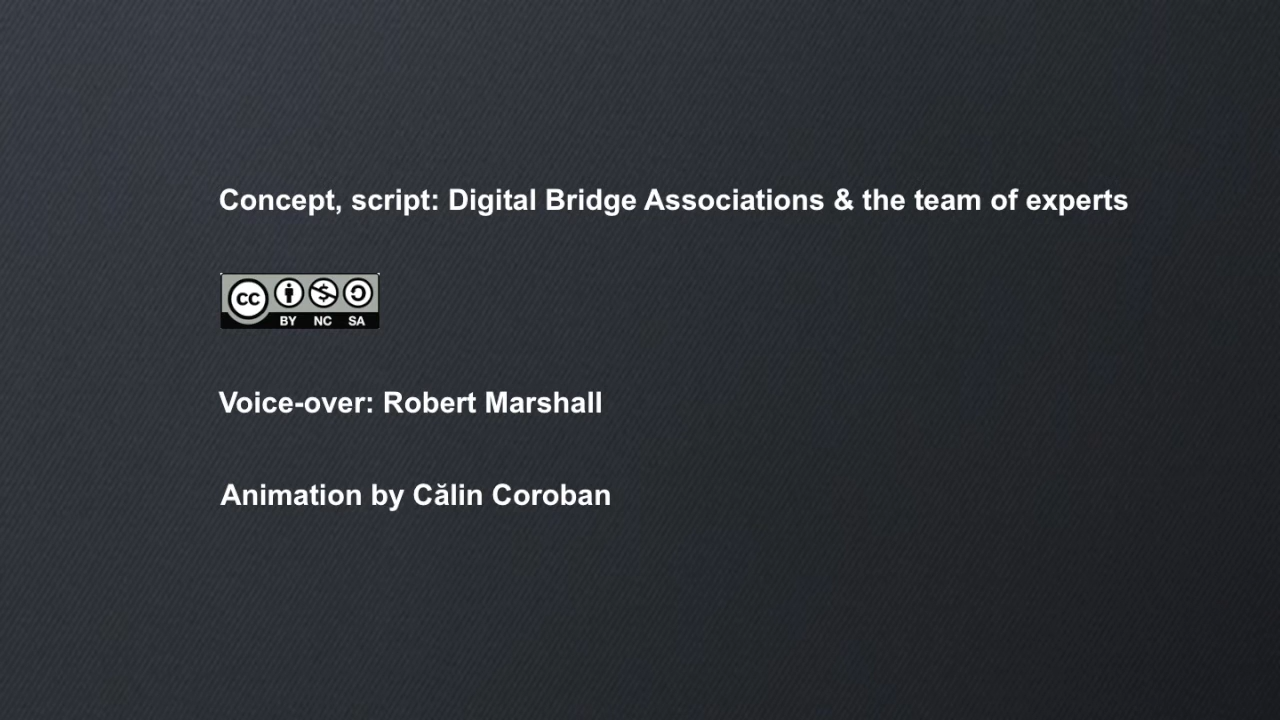 Concept, script: Digital Bridge Associations & the team of experts
cc BY NC SA
Voice-over: Robert Marshall
Animation by Călin Coroban